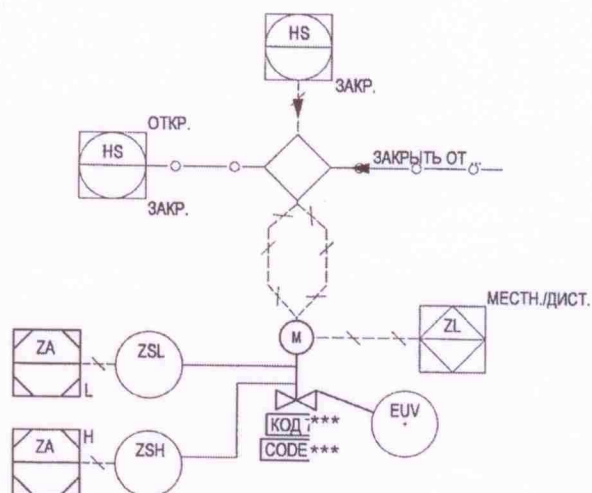 HS
ЗАКР.
ОТКР.
HS
ЗАКРЫТЬ ОТ ...
ЗАКР.
МЕСТН./ДИСТ.
ZL
M
ZA
ZSL
L
EUV
*
КОД ***
CODE ***
ZA
H
ZSH